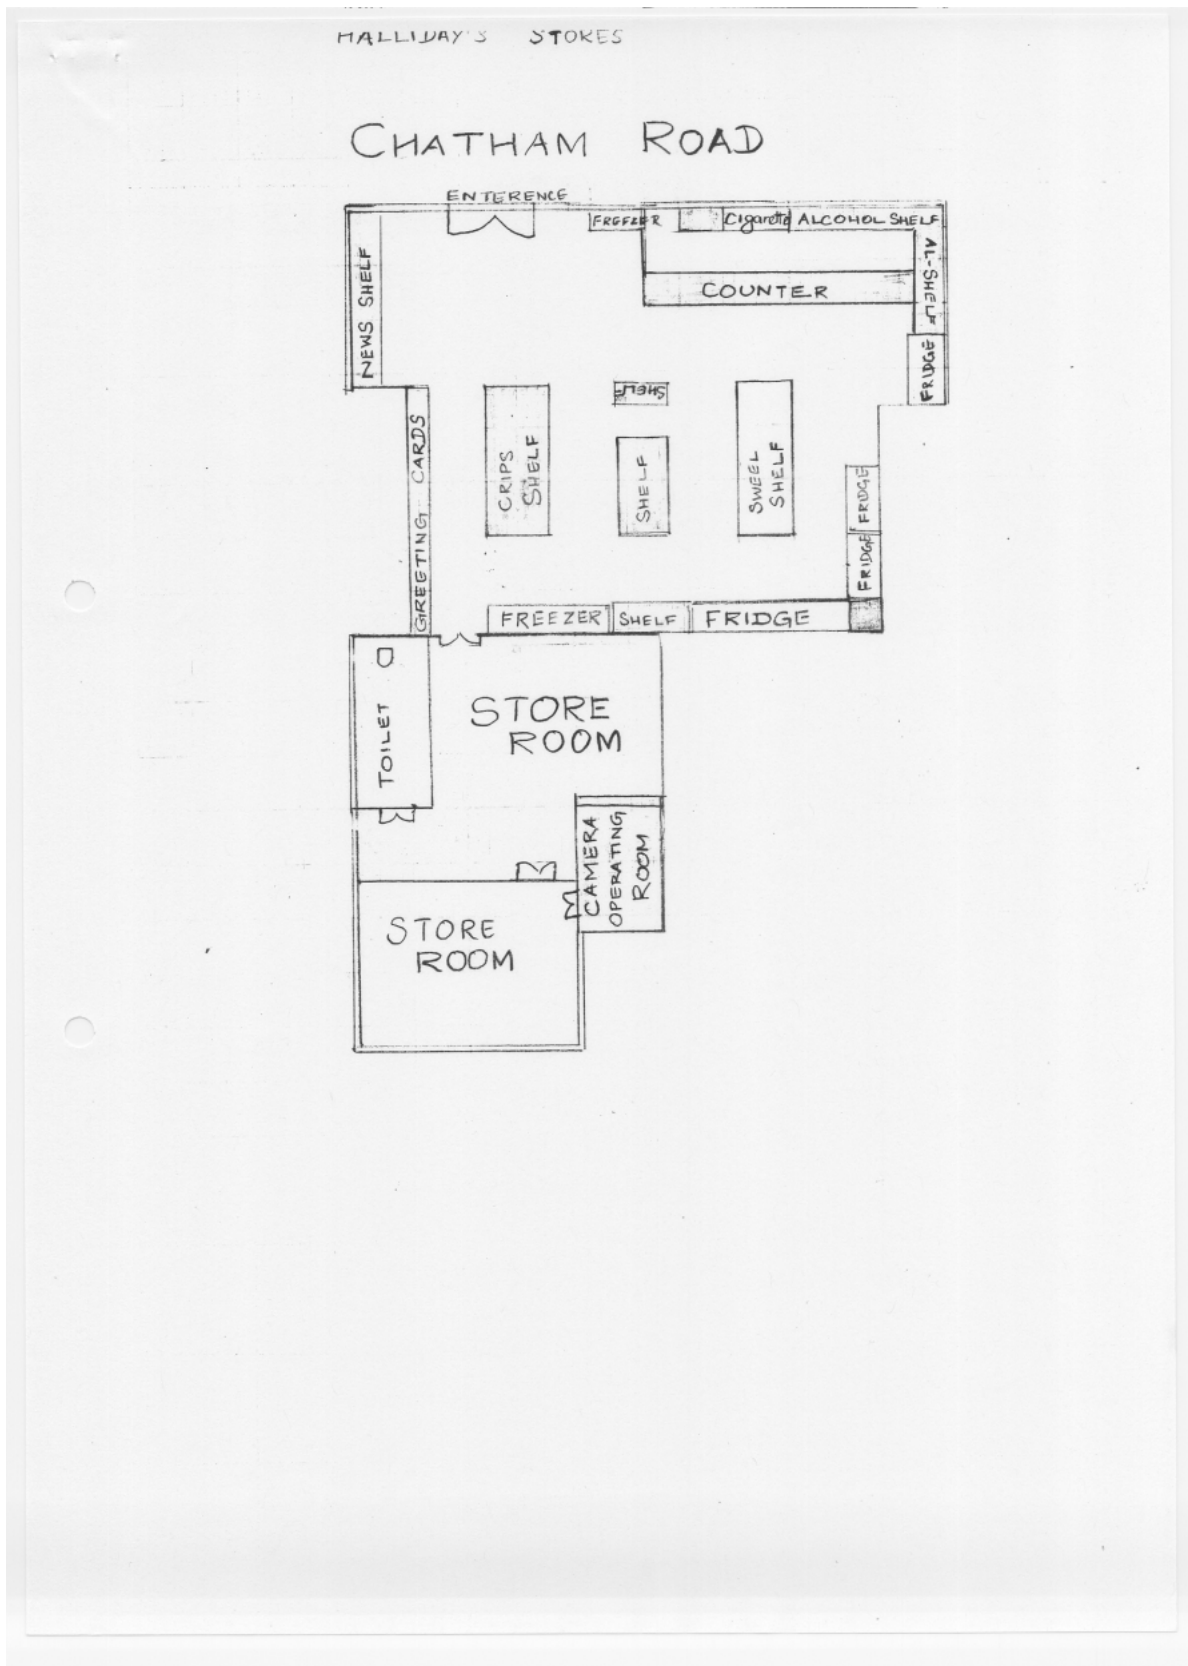 HALLIDAY'S STORES
CHATHAM ROAD
ENTERENCE
FREEZER
Cigarette
ALCOHOL SHELF
AL-SHELF
COUNTER
NEWS SHELF
FRIDGE
SHELF
GREETING CARDS
CRIPS
SHELF
SHELF
SWEEL
SHELF
FRIDGE
FRIDGE
FREEZER
SHELF
FRIDGE
TOILET
STORE
ROOM
CAMERA
OPERATING
ROOM
STORE
ROOM